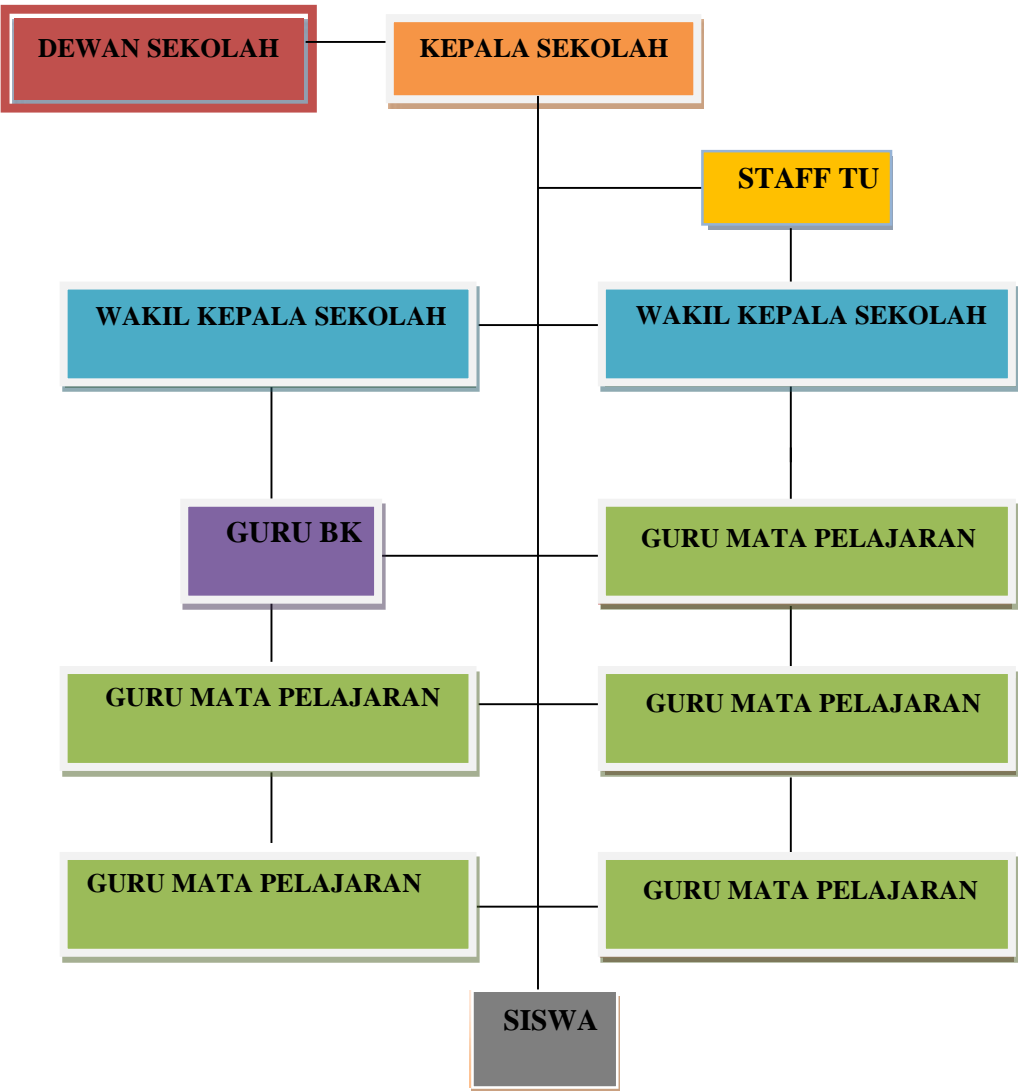 DEWAN SEKOLAH
KEPALA SEKOLAH
STAFF TU
WAKIL KEPALA SEKOLAH
WAKIL KEPALA SEKOLAH
GURU BK
GURU MATA PELAJARAN
GURU MATA PELAJARAN
GURU MATA PELAJARAN
GURU MATA PELAJARAN
GURU MATA PELAJARAN
SISWA